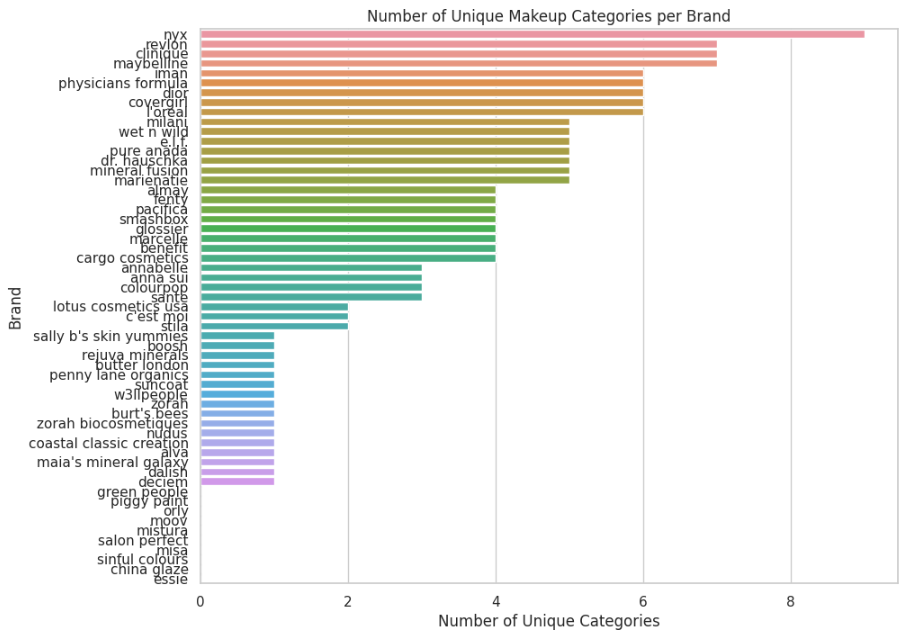 Number of Unique Makeup Categories per Brand
nyx
revlon
clinique
maybelline
iman
physicians formula
dior
covergirl
l'oreal
milani
wet n wild
e.l.f.
pure anada
dr. hauschka
mineral fusion
marienatie
almay
fenty
pacifica
smashbox
glossier
marcelle
benefit
cargo cosmetics
annabelle
anna sui
colourpop
sante
lotus cosmetics usa
c'est moi
stila
sally b's skin yummies
boosh
rejuva minerals
butter london
penny lane organics
suncoat
w3llpeople
zorah
burt's bees
zorah biocosmetiques
nudus
coastal classic creation
alva
maia's mineral galaxy
dalish
deciem
green people
piggy paint
orly
moov
mistura
salon perfect
misa
sinful colours
china glaze
essie
Brand
0 2 4 6 8
Number of Unique Categories